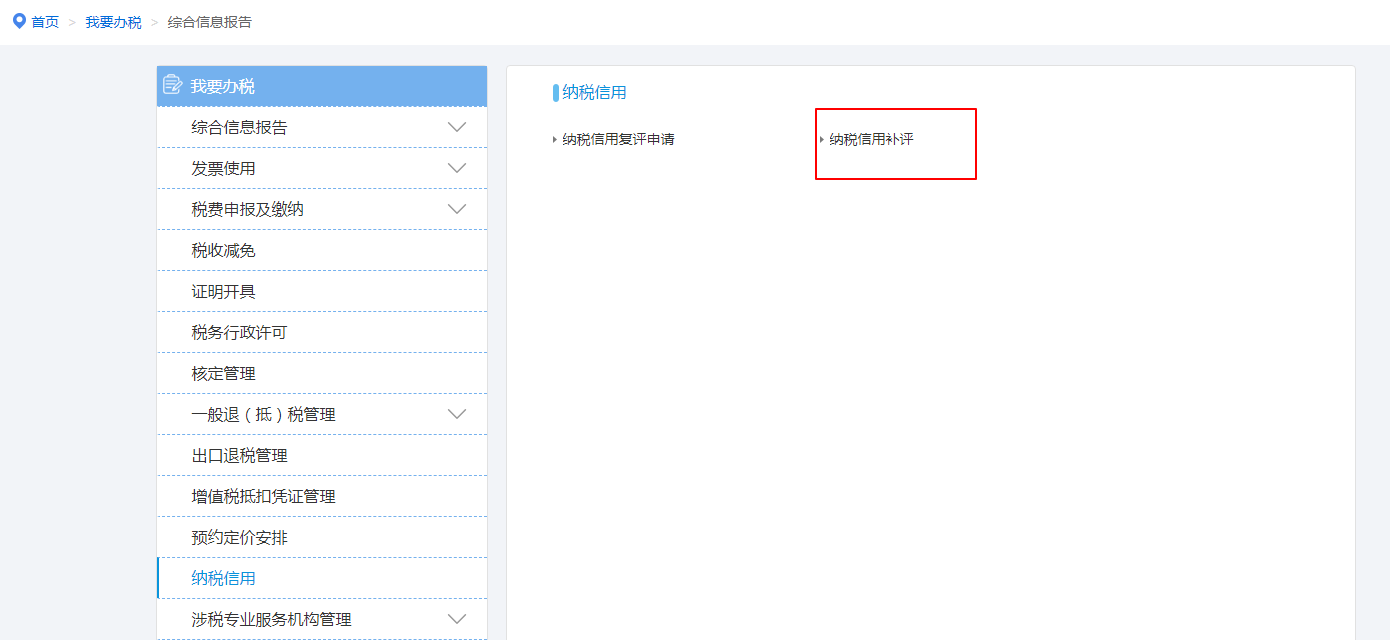 首页 > 我要办税 > 综合信息报告
我要办税
综合信息报告
发票使用
税费申报及缴纳
税收减免
证明开具
税务行政许可
核定管理
一般退（抵）税管理
出口退税管理
增值税抵扣凭证管理
预约定价安排
纳税信用
涉税专业服务机构管理
纳税信用
纳税信用复评申请
纳税信用补评